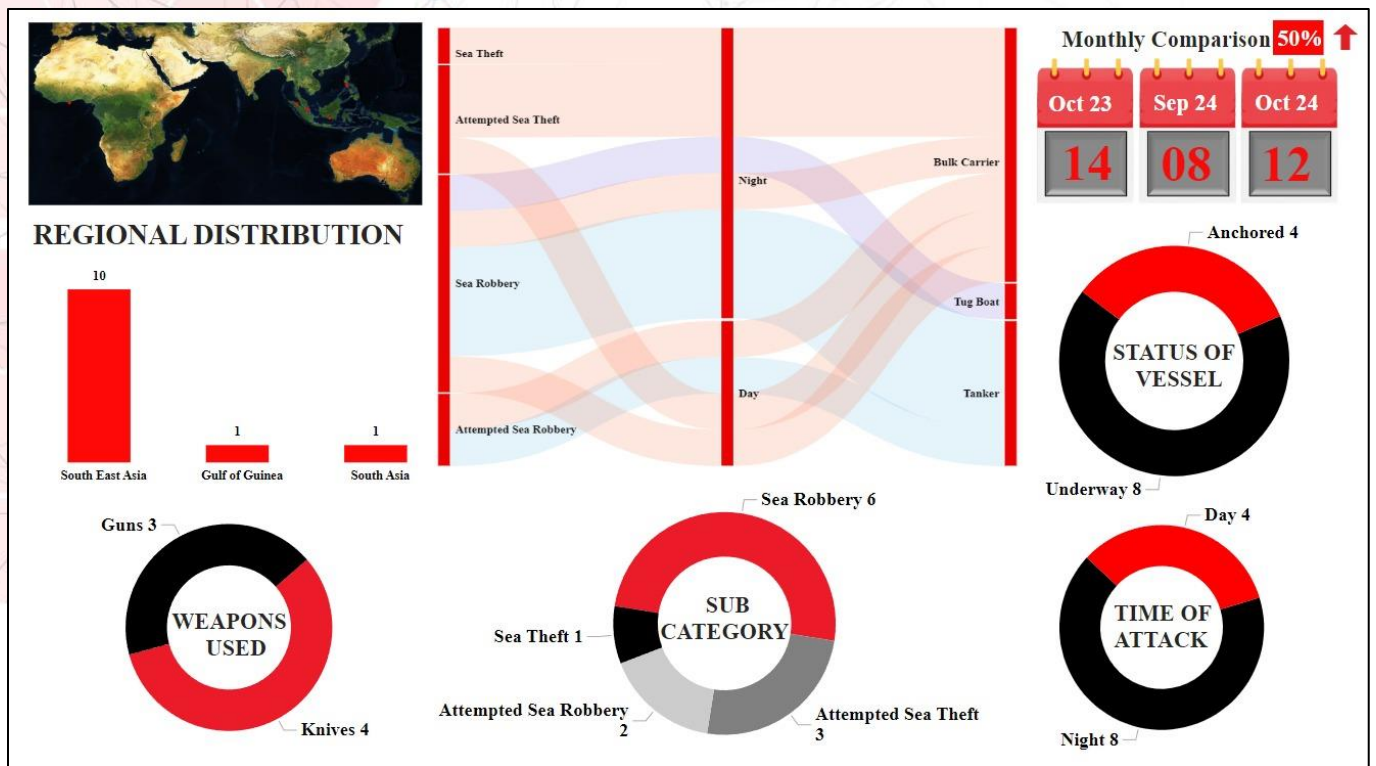 Monthly Comparison 50%
Oct 23
Sep 24
Oct 24
14
08
12
REGIONAL DISTRIBUTION
10
1
1
South East Asia
Gulf of Guinea
South Asia
Sea Theft
Attempted Sea Theft
Sea Robbery
Attempted Sea Robbery
Night
Day
Bulk Carrier
Tug Boat
Tanker
Anchored 4
STATUS OF
VESSEL
Underway 8
Guns 3
WEAPONS
USED
Knives 4
Sea Robbery 6
SUB
CATEGORY
Sea Theft 1
Attempted Sea Robbery
2
Attempted Sea Theft
3
Day 4
TIME OF
ATTACK
Night 8